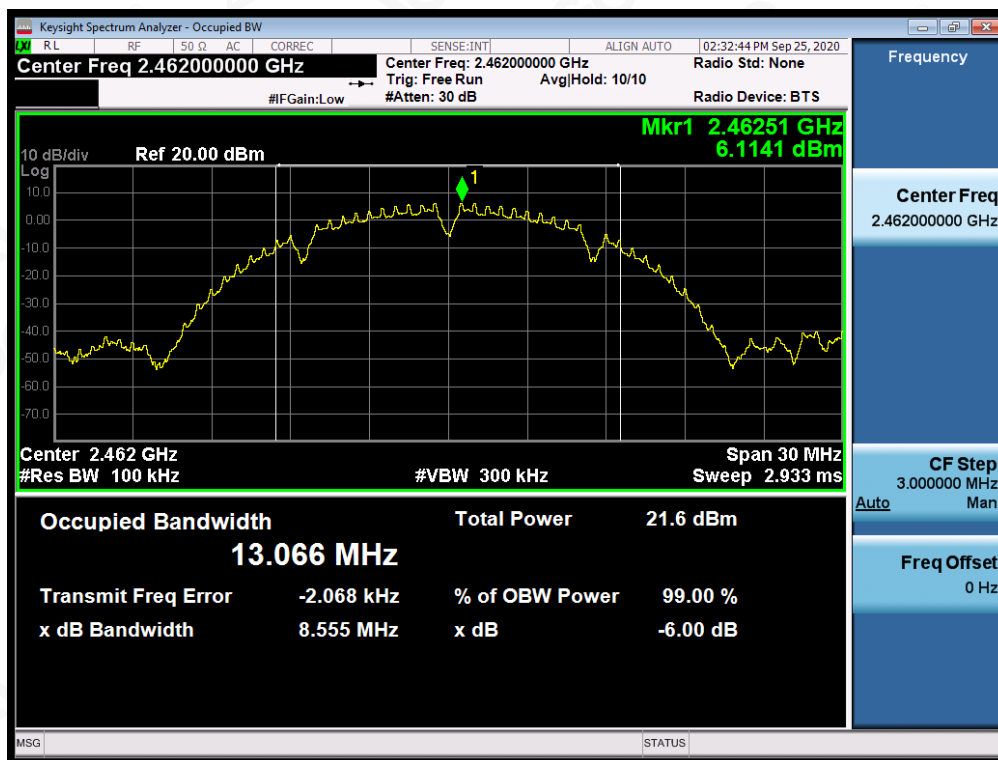 Keysight Spectrum Analyzer - Occupied BW
LXI RL RF 50 Ω AC CORREC SENSE:INT ALIGN AUTO 02:32:44 PM Sep 25, 2020
Center Freq 2.462000000 GHz
Center Freq: 2.462000000 GHz Radio Std: None
Trig: Free Run Avg|Hold: 10/10
#IFGain:Low #Atten: 30 dB Radio Device: BTS
Mkr1 2.46251 GHz
6.1141 dBm
10 dB/div Ref 20.00 dBm
Log
1
10.0
0.00
-10.0
-20.0
-30.0
-40.0
-50.0
-60.0
-70.0
Center 2.462 GHz Span 30 MHz
#Res BW 100 kHz #VBW 300 kHz Sweep 2.933 ms
Occupied Bandwidth Total Power 21.6 dBm
13.066 MHz
Transmit Freq Error -2.068 kHz % of OBW Power 99.00 %
x dB Bandwidth 8.555 MHz x dB -6.00 dB
Frequency
Center Freq
2.462000000 GHz
CF Step
3.000000 MHz
Auto Man
Freq Offset
0 Hz
MSG STATUS